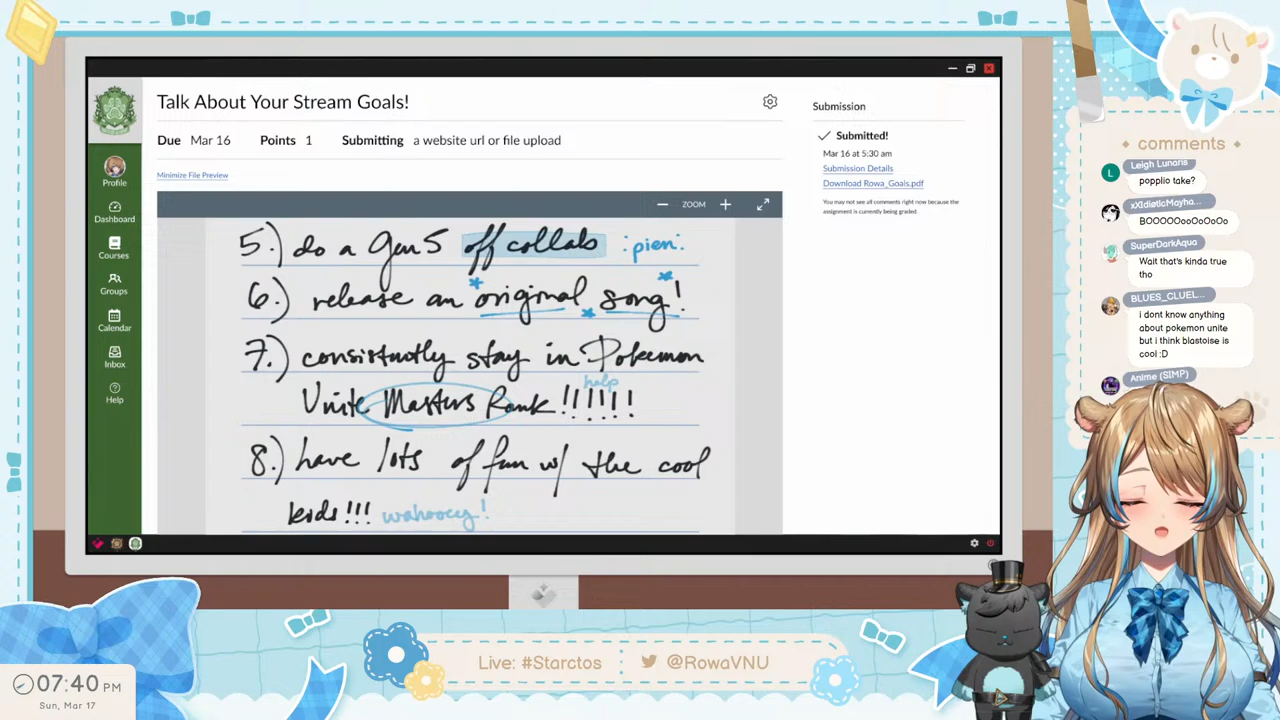 Talk About Your Stream Goals!
Due Mar 16 Points 1 Submitting a website url or file upload
Minimize File Preview
ZOOM
5.) do a Gen 5 off collab :pien:
6.) release an original song!
7.) consistuntly stay in Pokemon
help
Unite Masters Rank!!!!!!
8.) have lots of fun w/ the cool
kids!!! wahooey!
Profile
Dashboard
Courses
Groups
Calendar
Inbox
Help
Submission
Submitted!
Mar 16 at 5:30 am
Submission Details
Download Rowa_Goals.pdf
You may not see all comments right now because the
assignment is currently being graded.
comments
L
Leigh Lunaris
popplio take?
xXIdiøticMayha...
BOOOOOooOoOoOo
SuperDarkAqua
Wait that's kinda true
tho
BLUES_CLUEL...
i dont know anything
about pokemon unite
but i think blastoise is
cool :D
Anime (SIMP)
Live: #Starctos
@RowaVNU
07:40 PM
Sun, Mar 17